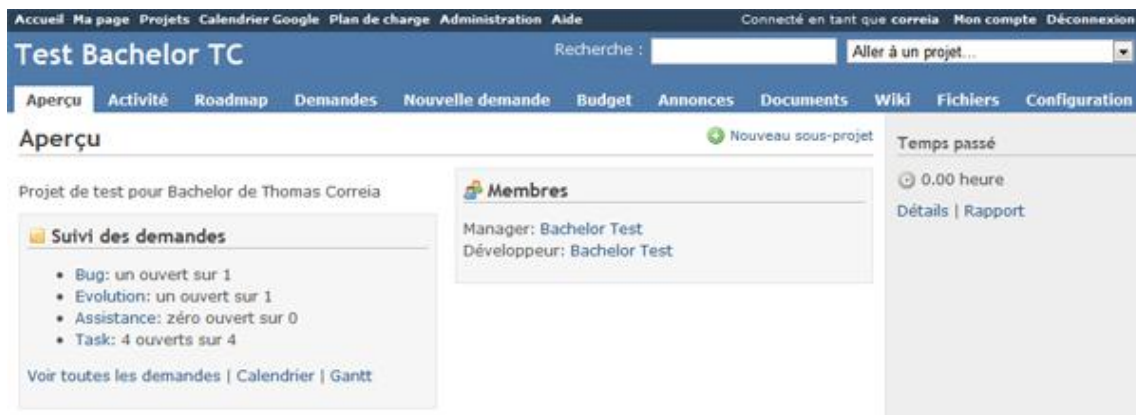 Accueil Ma page Projets Calendrier Google Plan de charge Administration Aide Connecté en tant que correia Mon compte Déconnexion
Test Bachelor TC Recherche : Aller à un projet...
Aperçu Activité Roadmap Demandes Nouvelle demande Budget Annonces Documents Wiki Fichiers Configuration
Aperçu
Nouveau sous-projet
Projet de test pour Bachelor de Thomas Correia
Suivi des demandes
Bug: un ouvert sur 1
Evolution: un ouvert sur 1
Assistance: zéro ouvert sur 0
Task: 4 ouverts sur 4
Voir toutes les demandes | Calendrier | Gantt
Membres
Manager: Bachelor Test
Développeur: Bachelor Test
Temps passé
0.00 heure
Détails | Rapport